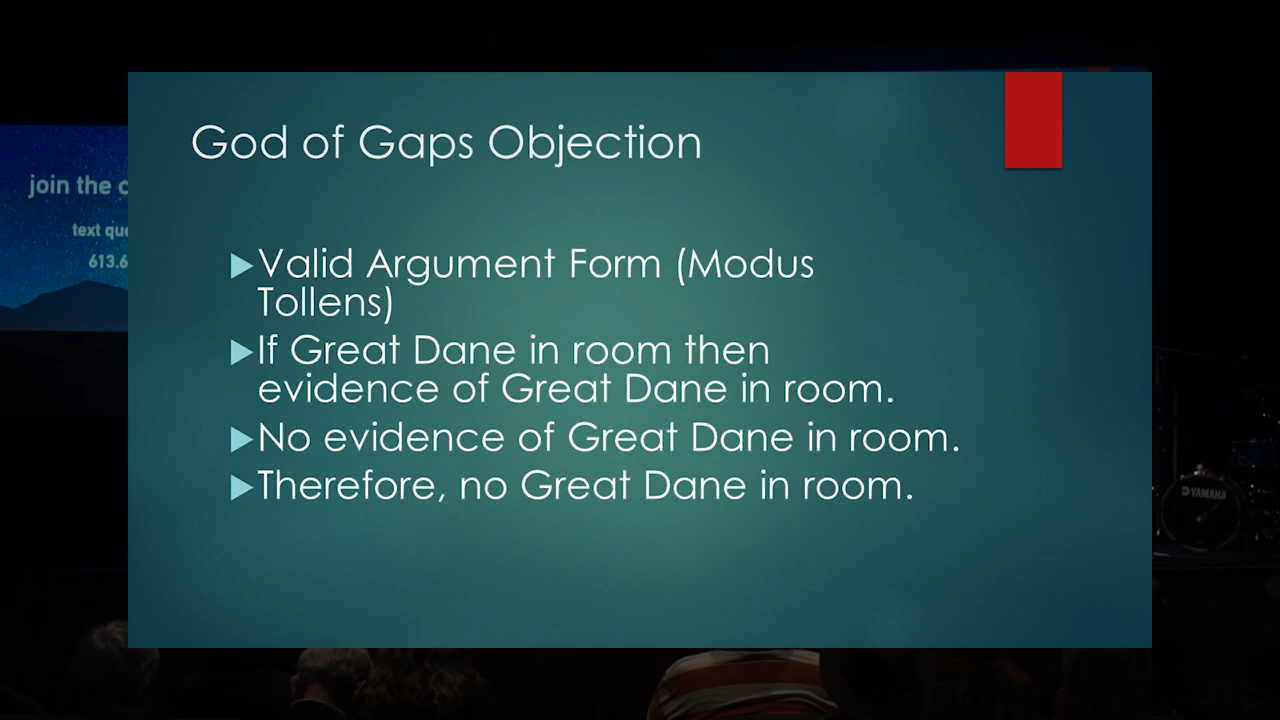 God of Gaps Objection
Valid Argument Form (Modus
Tollens)
If Great Dane in room then
evidence of Great Dane in room.
No evidence of Great Dane in room.
Therefore, no Great Dane in room.
join the
text
613.6
YAMAHA